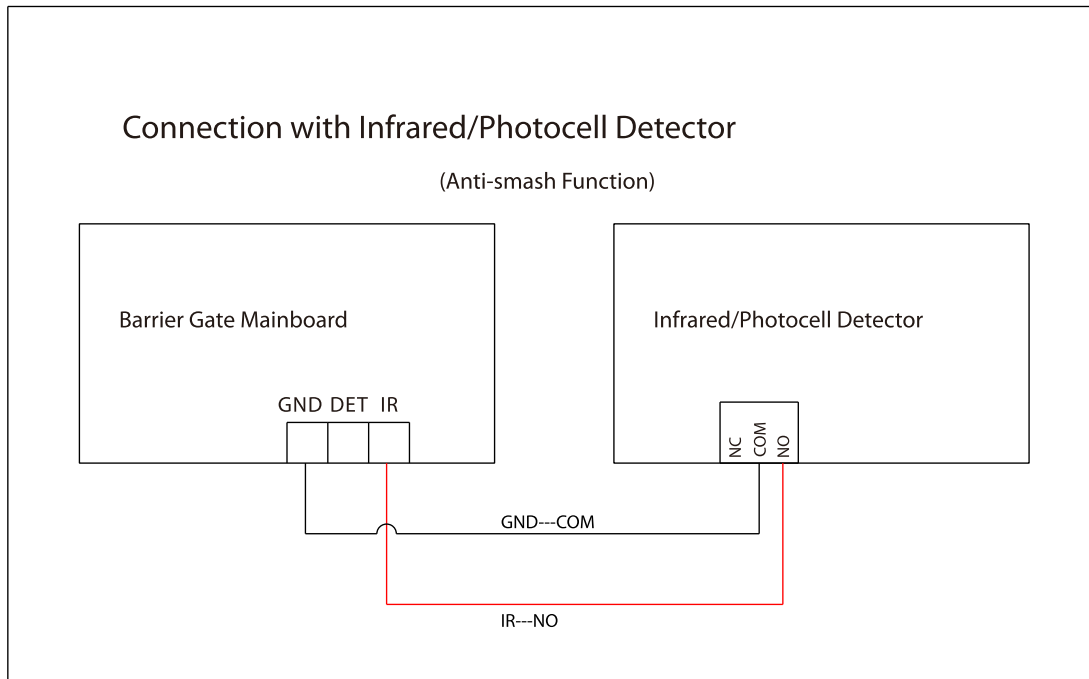 Connection with Infrared/Photocell Detector
(Anti-smash Function)
Barrier Gate Mainboard
Infrared/Photocell Detector
GND DET IR
NC
COM
NO
GND---COM
IR---NO